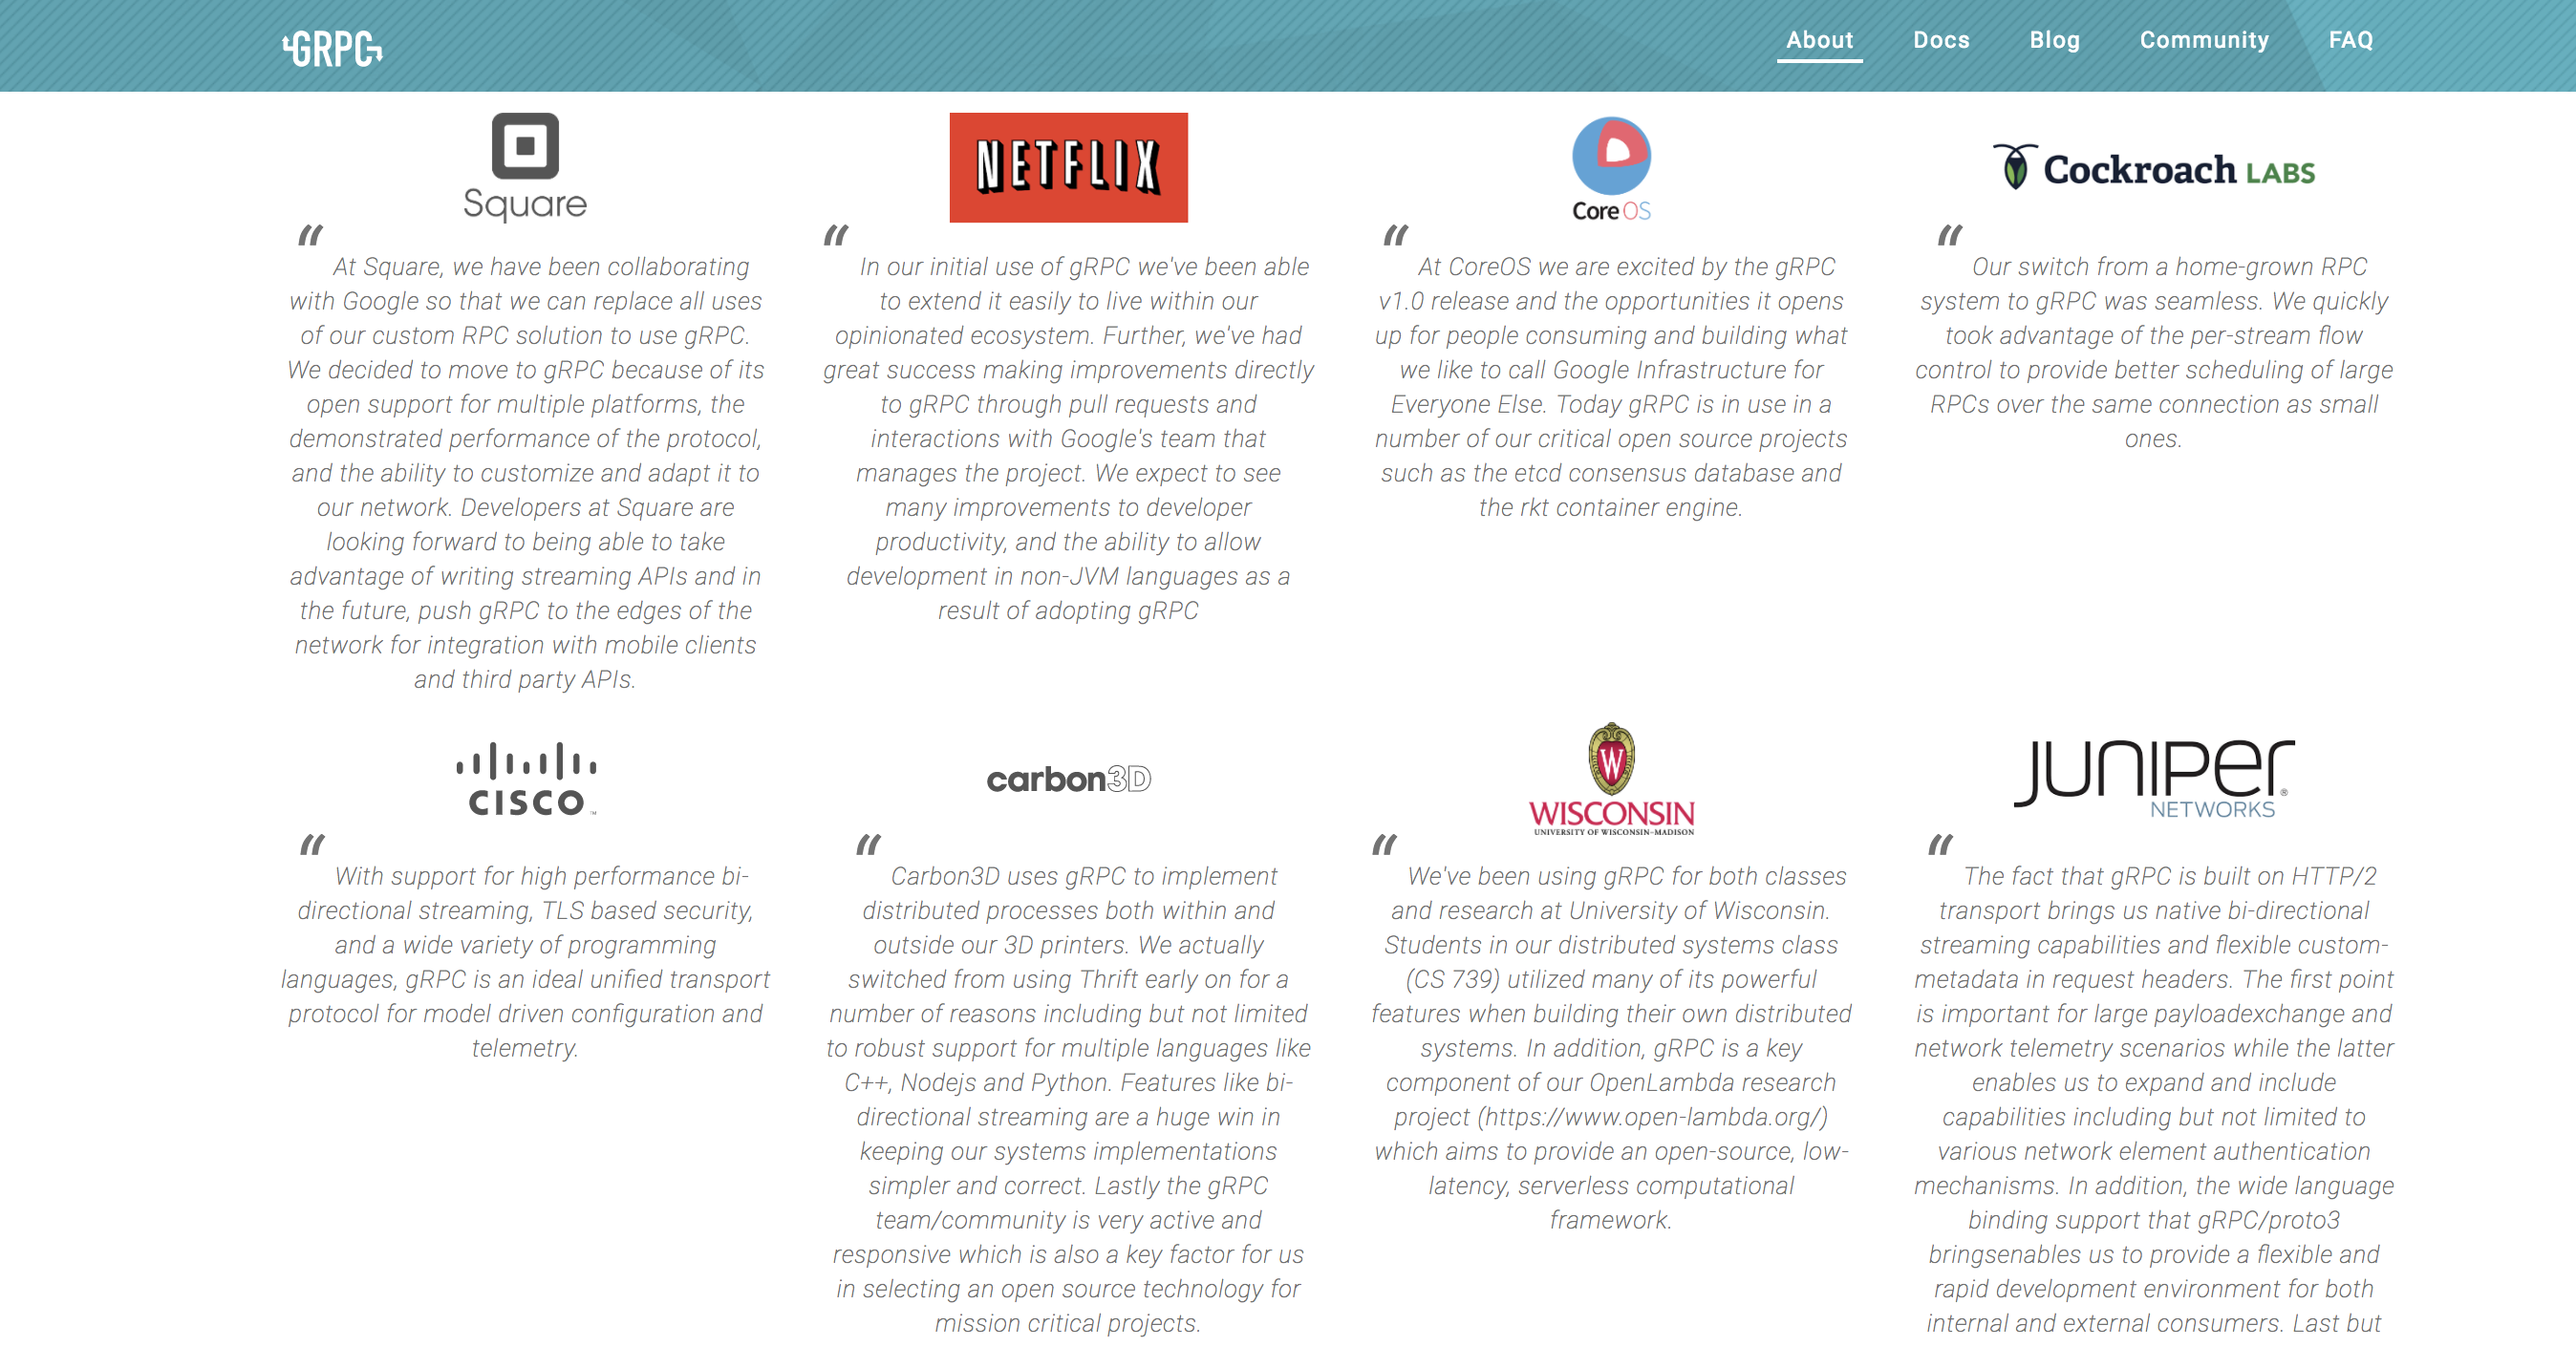 GRPC
About Docs Blog Community FAQ
Square
“
At Square, we have been collaborating
with Google so that we can replace all uses
of our custom RPC solution to use gRPC.
We decided to move to gRPC because of its
open support for multiple platforms, the
demonstrated performance of the protocol,
and the ability to customize and adapt it to
our network. Developers at Square are
looking forward to being able to take
advantage of writing streaming APIs and in
the future, push gRPC to the edges of the
network for integration with mobile clients
and third party APIs.
NETFLIX
“
In our initial use of gRPC we've been able
to extend it easily to live within our
opinionated ecosystem. Further, we've had
great success making improvements directly
to gRPC through pull requests and
interactions with Google's team that
manages the project. We expect to see
many improvements to developer
productivity, and the ability to allow
development in non-JVM languages as a
result of adopting gRPC
Core OS
“
At CoreOS we are excited by the gRPC
v1.0 release and the opportunities it opens
up for people consuming and building what
we like to call Google Infrastructure for
Everyone Else. Today gRPC is in use in a
number of our critical open source projects
such as the etcd consensus database and
the rkt container engine.
Cockroach LABS
“
Our switch from a home-grown RPC
system to gRPC was seamless. We quickly
took advantage of the per-stream flow
control to provide better scheduling of large
RPCs over the same connection as small
ones.
CISCO™
“
With support for high performance bi-
directional streaming, TLS based security,
and a wide variety of programming
languages, gRPC is an ideal unified transport
protocol for model driven configuration and
telemetry.
carbon3D
“
Carbon3D uses gRPC to implement
distributed processes both within and
outside our 3D printers. We actually
switched from using Thrift early on for a
number of reasons including but not limited
to robust support for multiple languages like
C++, Nodejs and Python. Features like bi-
directional streaming are a huge win in
keeping our systems implementations
simpler and correct. Lastly the gRPC
team/community is very active and
responsive which is also a key factor for us
in selecting an open source technology for
mission critical projects.
W
WISCONSIN
UNIVERSITY OF WISCONSIN–MADISON
“
We've been using gRPC for both classes
and research at University of Wisconsin.
Students in our distributed systems class
(CS 739) utilized many of its powerful
features when building their own distributed
systems. In addition, gRPC is a key
component of our OpenLambda research
project (https://www.open-lambda.org/)
which aims to provide an open-source, low-
latency, serverless computational
framework.
JUNIPER®
NETWORKS
“
The fact that gRPC is built on HTTP/2
transport brings us native bi-directional
streaming capabilities and flexible custom-
metadata in request headers. The first point
is important for large payloadexchange and
network telemetry scenarios while the latter
enables us to expand and include
capabilities including but not limited to
various network element authentication
mechanisms. In addition, the wide language
binding support that gRPC/proto3
bringsenables us to provide a flexible and
rapid development environment for both
internal and external consumers. Last but